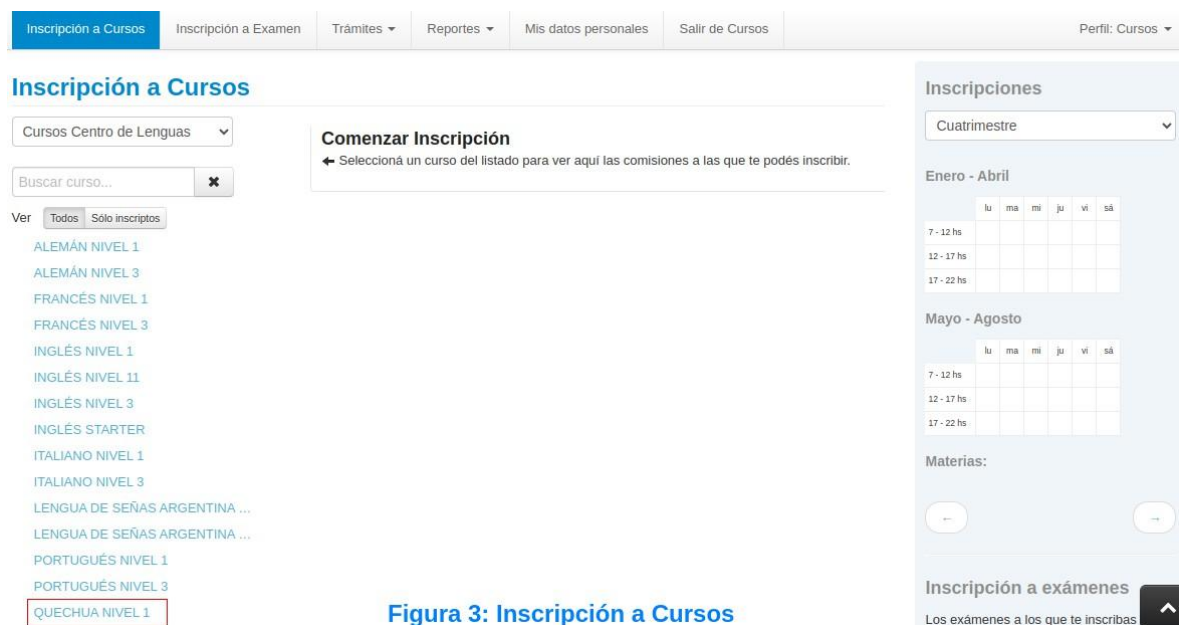 Inscripción a Cursos
Inscripción a Examen
Trámites
Reportes
Mis datos personales
Salir de Cursos
Perfil: Cursos
Inscripción a Cursos
Cursos Centro de Lenguas
Buscar curso...
Ver Todos Sólo inscriptos
ALEMÁN NIVEL 1
ALEMÁN NIVEL 3
FRANCÉS NIVEL 1
FRANCÉS NIVEL 3
INGLÉS NIVEL 1
INGLÉS NIVEL 11
INGLÉS NIVEL 3
INGLÉS STARTER
ITALIANO NIVEL 1
ITALIANO NIVEL 3
LENGUA DE SEÑAS ARGENTINA ...
LENGUA DE SEÑAS ARGENTINA ...
PORTUGUÉS NIVEL 1
PORTUGUÉS NIVEL 3
QUECHUA NIVEL 1
Comenzar Inscripción
Seleccioná un curso del listado para ver aquí las comisiones a las que te podés inscribir.
Figura 3: Inscripción a Cursos
Inscripciones
Cuatrimestre
Enero - Abril
lu ma mi ju vi sá
7 - 12 hs
12 - 17 hs
17 - 22 hs
Mayo - Agosto
lu ma mi ju vi sá
7 - 12 hs
12 - 17 hs
17 - 22 hs
Materias:
Inscripción a exámenes
Los exámenes a los que te inscribas